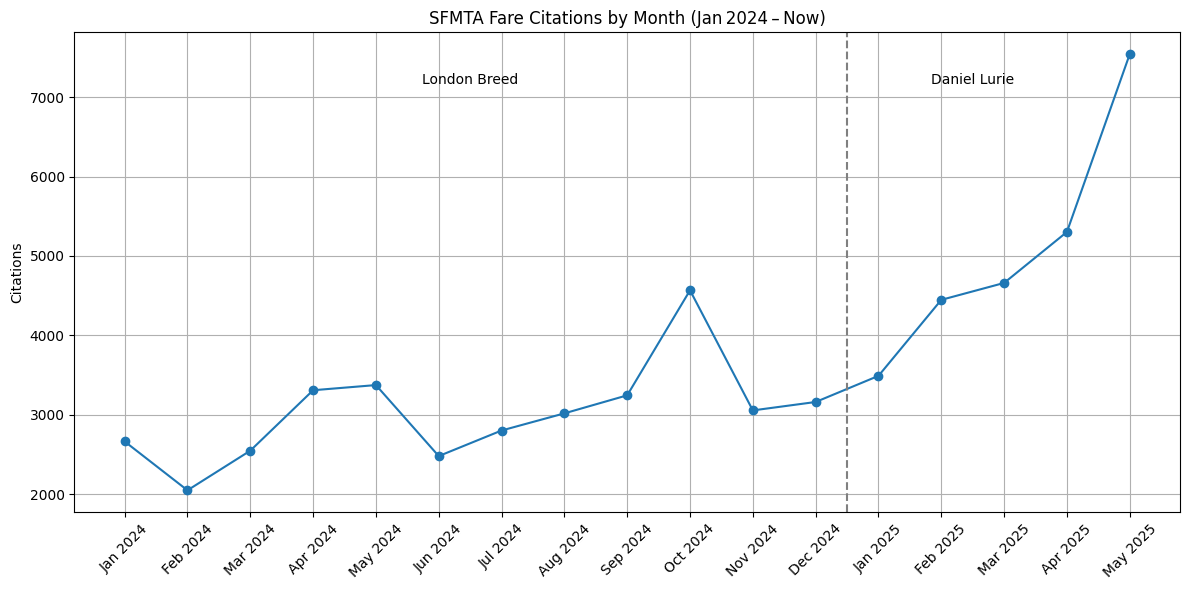 SFMTA Fare Citations by Month (Jan 2024 – Now)
London Breed
Daniel Lurie
Citations
7000
6000
5000
4000
3000
2000
Jan 2024
Feb 2024
Mar 2024
Apr 2024
May 2024
Jun 2024
Jul 2024
Aug 2024
Sep 2024
Oct 2024
Nov 2024
Dec 2024
Jan 2025
Feb 2025
Mar 2025
Apr 2025
May 2025